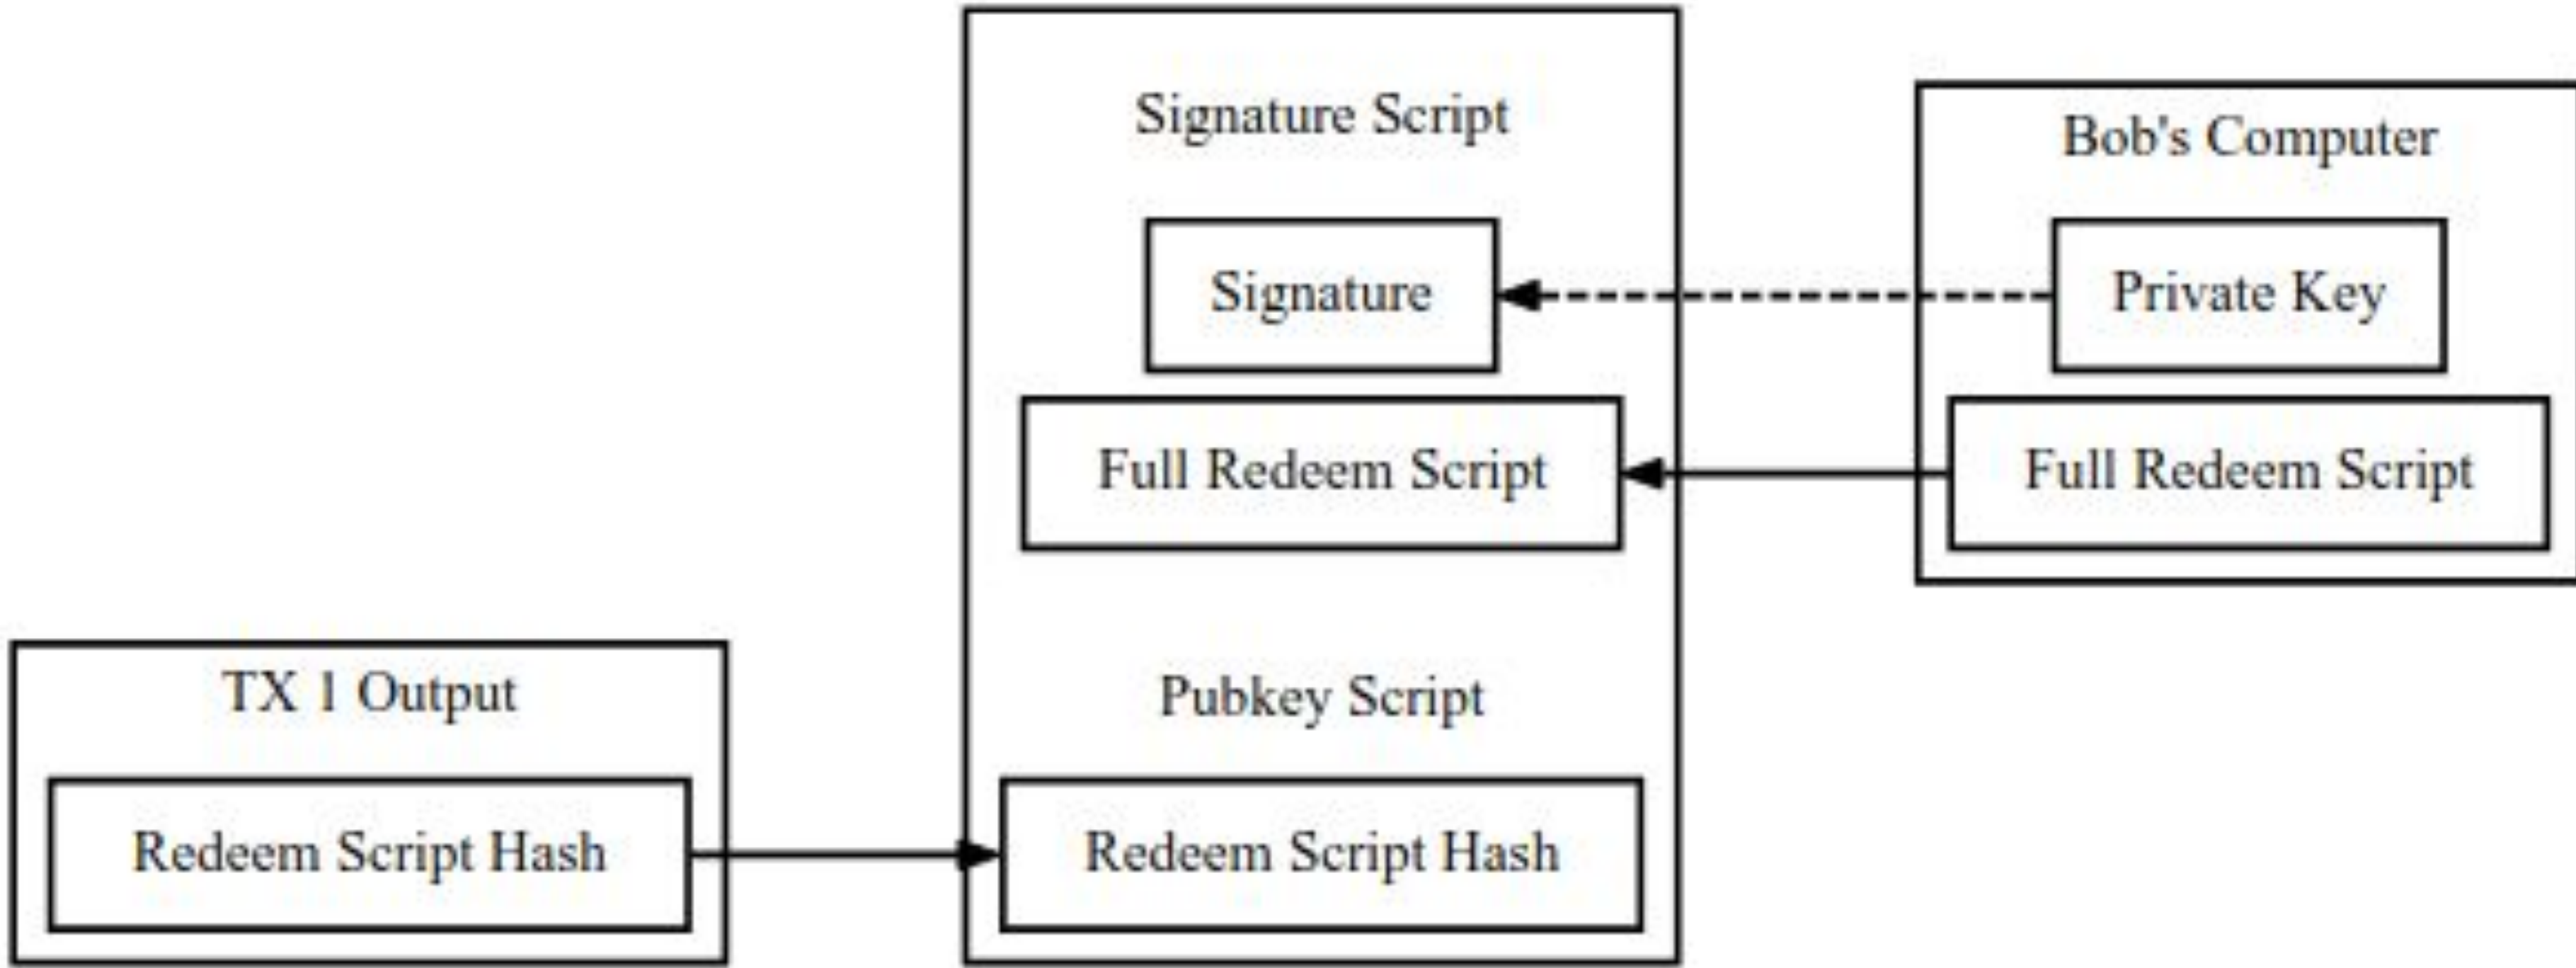 Signature Script
Signature
Full Redeem Script
Pubkey Script
Redeem Script Hash
Bob's Computer
Private Key
Full Redeem Script
TX 1 Output
Redeem Script Hash